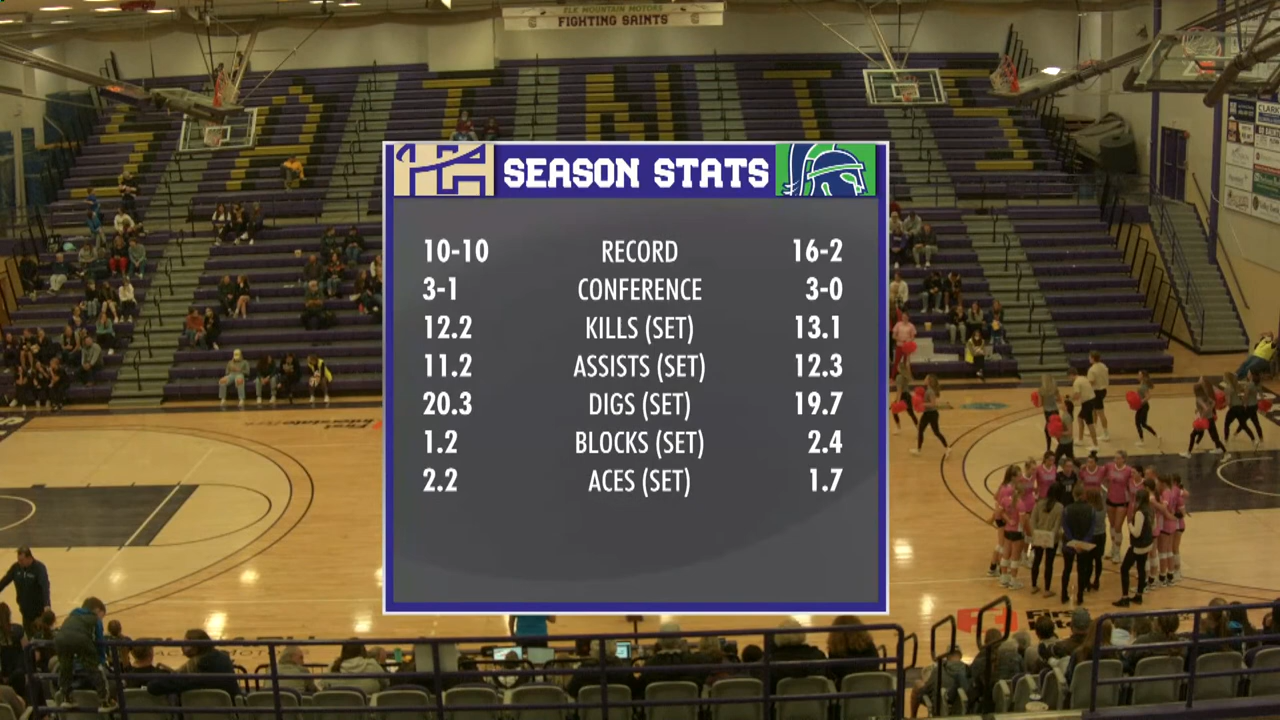 ELK MOUNTAIN MOTORS
FIGHTING SAINTS
SAINTS
SEASON STATS
10-10 RECORD 16-2
3-1 CONFERENCE 3-0
12.2 KILLS (SET) 13.1
11.2 ASSISTS (SET) 12.3
20.3 DIGS (SET) 19.7
1.2 BLOCKS (SET) 2.4
2.2 ACES (SET) 1.7